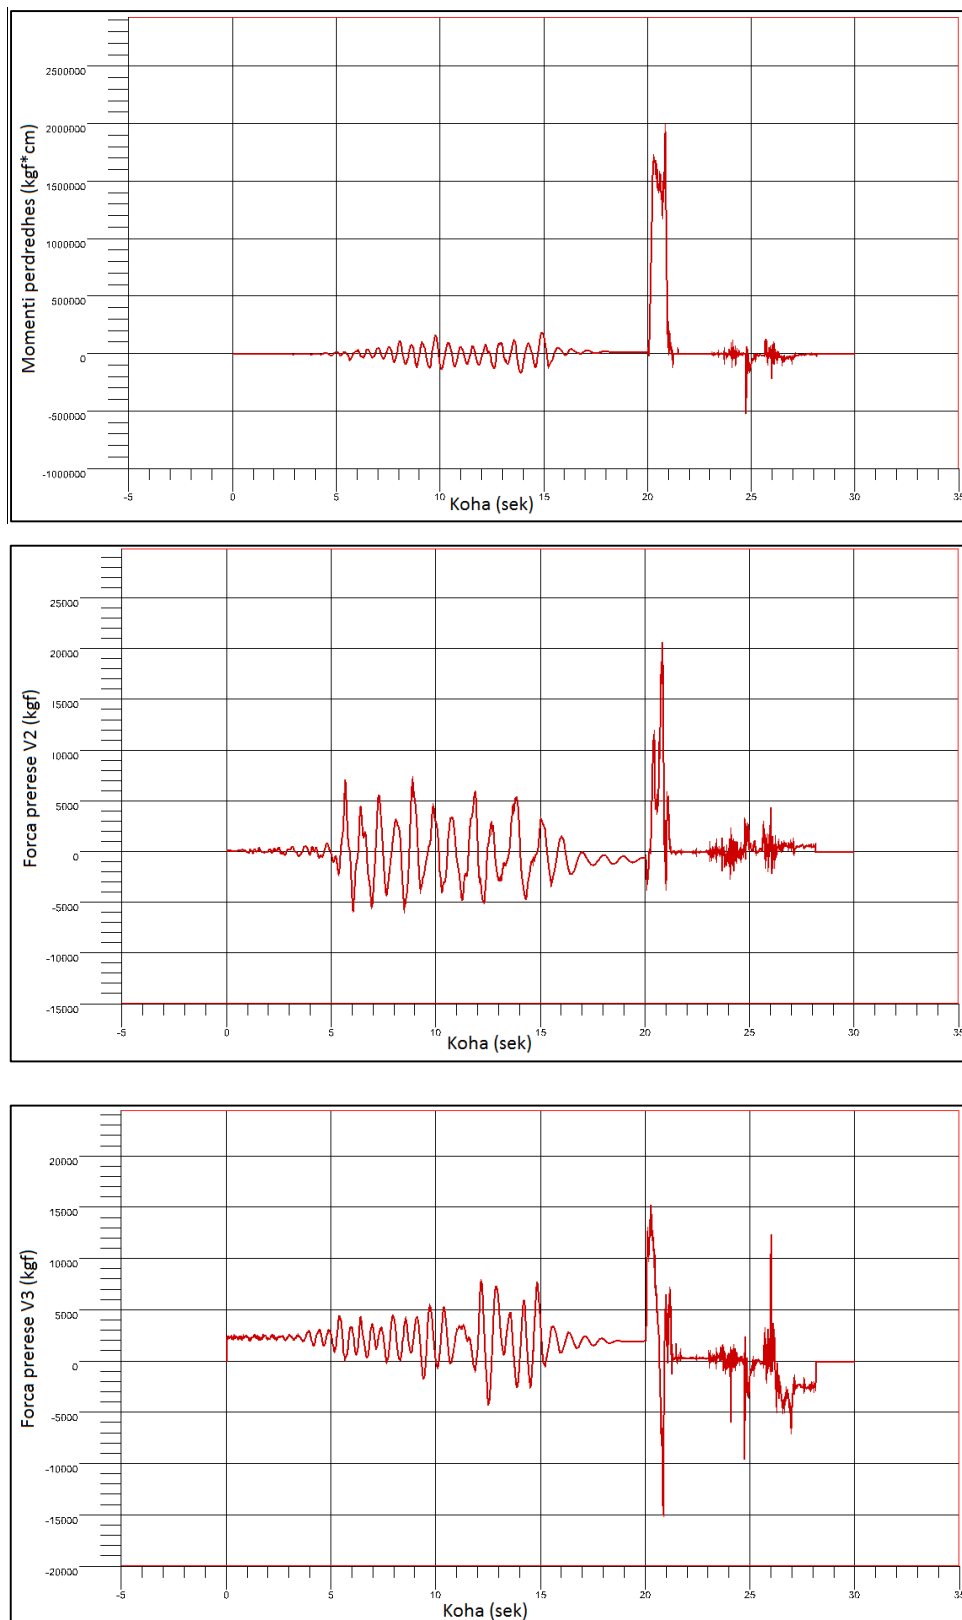 Momenti perdredhes (kgf*cm)
2500000
2000000
1500000
1000000
500000
0
-500000
-1000000
-5 0 5 10 15 20 25 30 35
Koha (sek)
Forca prerese V2 (kgf)
25000
20000
15000
10000
5000
0
-5000
-10000
-15000
-5 0 5 10 15 20 25 30 35
Koha (sek)
Forca prerese V3 (kgf)
20000
15000
10000
5000
0
-5000
-10000
-15000
-20000
-5 0 5 10 15 20 25 30 35
Koha (sek)